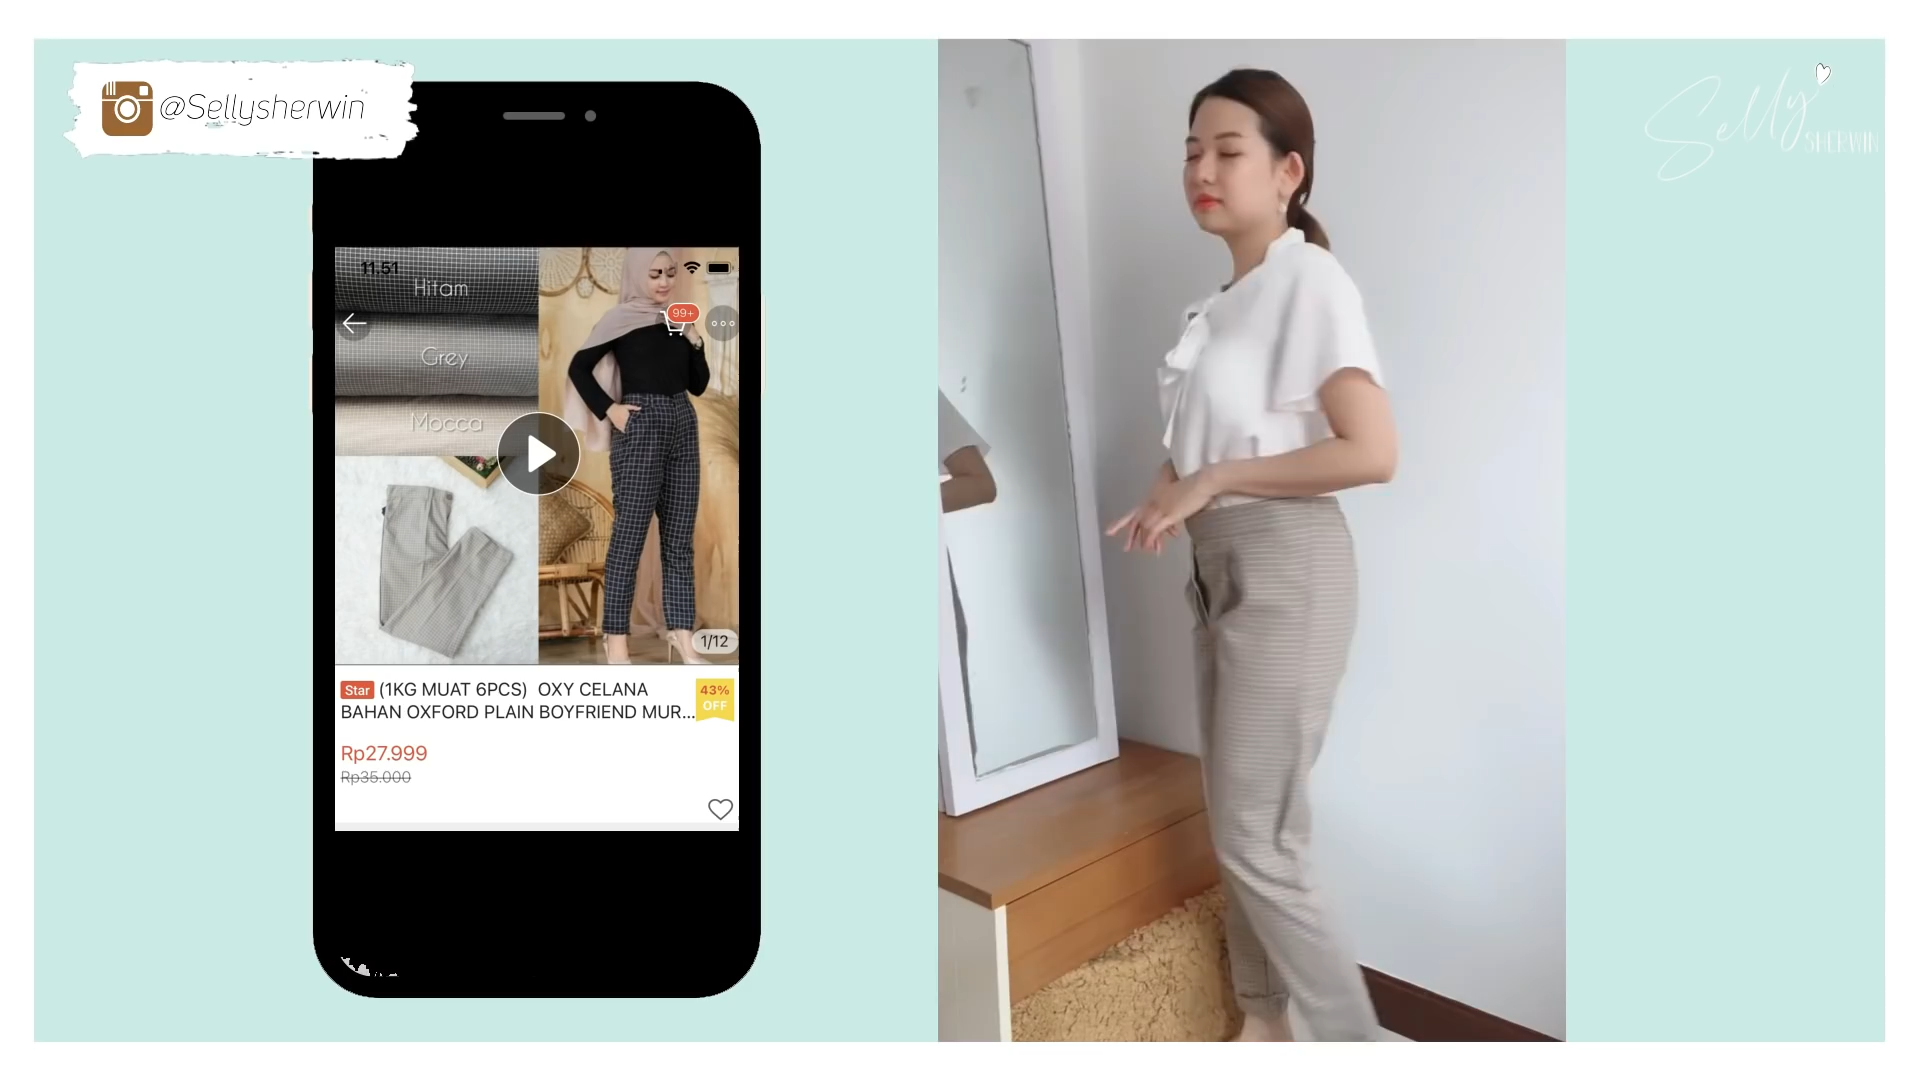 @Sellysherwin
Selly
SHERWIN
11.51
Hitam
99+
Grey
Mocca
1/12
Star (1KG MUAT 6PCS) OXY CELANA
BAHAN OXFORD PLAIN BOYFRIEND MUR...
43%
OFF
Rp27.999
Rp35.000